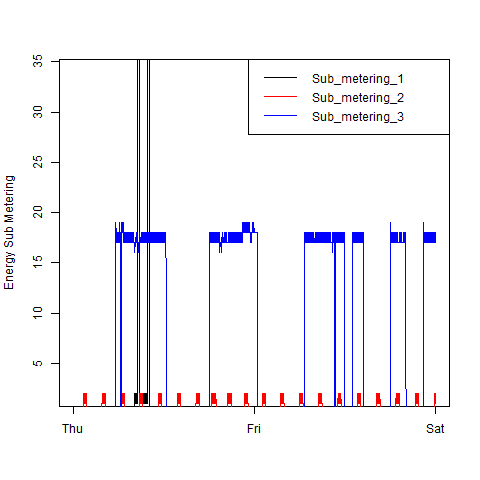 Energy Sub Metering
35
30
25
20
15
10
5
Sub_metering_1
Sub_metering_2
Sub_metering_3
Thu Fri Sat